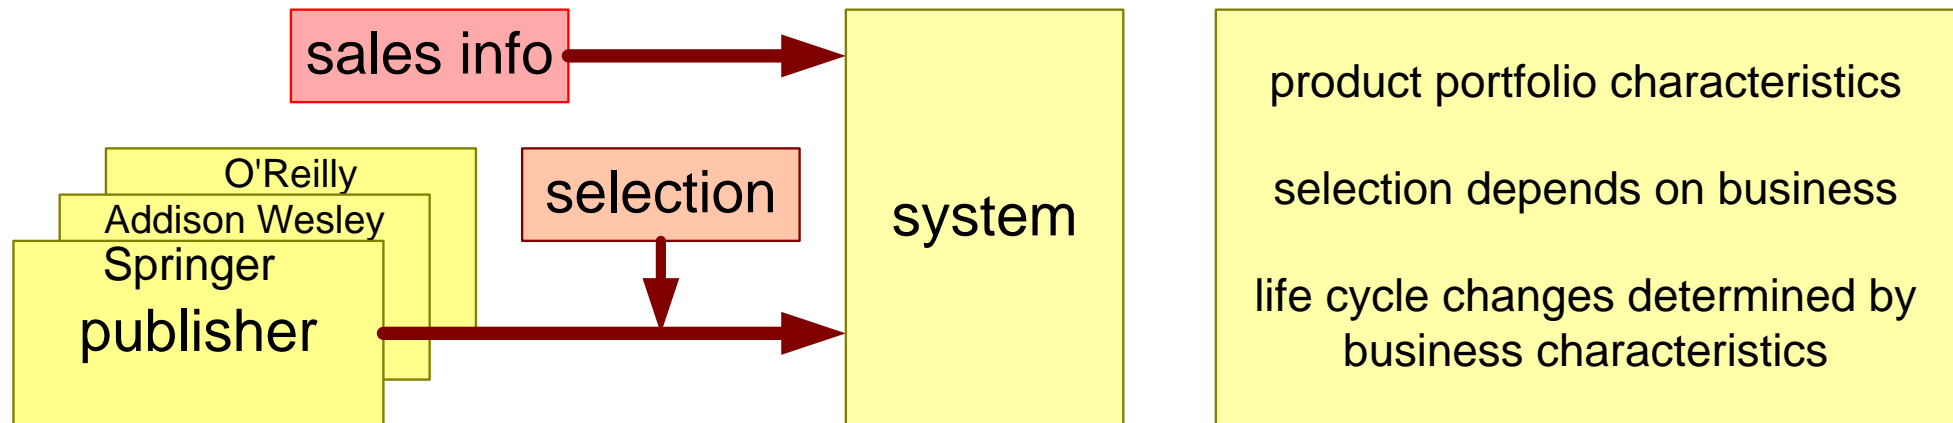 sales info
O'Reilly
Addison Wesley
Springer
publisher
selection
system
product portfolio characteristics
selection depends on business
life cycle changes determined by
business characteristics